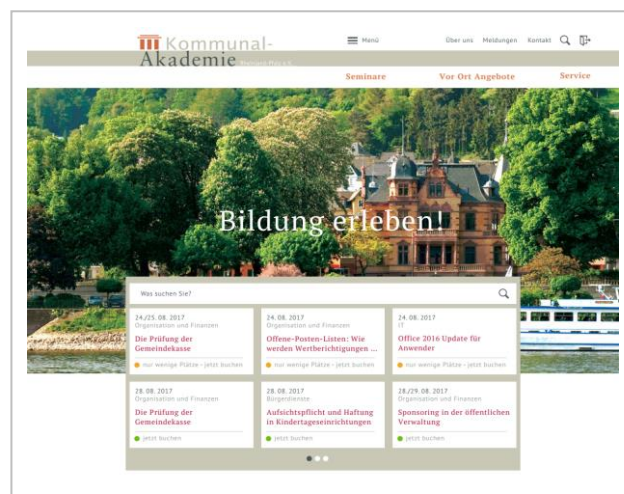 Kommunal-
Akademie
Rheinland-Pfalz e.V.
Menü
Über uns Meldungen Kontakt
Seminare Vor Ort Angebote Service
Bildung erleben!
Was suchen Sie?
24./25. 08. 2017
Organisation und Finanzen
Die Prüfung der
Gemeindekasse
nur wenige Plätze - jetzt buchen
24. 08. 2017
Organisation und Finanzen
Offene-Posten-Listen: Wie
werden Wertberichtigungen ...
nur wenige Plätze - jetzt buchen
24. 08. 2017
IT
Office 2016 Update für
Anwender
nur wenige Plätze - jetzt buchen
28. 08. 2017
Organisation und Finanzen
Die Prüfung der
Gemeindekasse
jetzt buchen
28. 08. 2017
Bürgerdienste
Aufsichtspflicht und Haftung
in Kindertageseinrichtungen
jetzt buchen
28./29. 08. 2017
Organisation und Finanzen
Sponsoring in der öffentlichen
Verwaltung
jetzt buchen